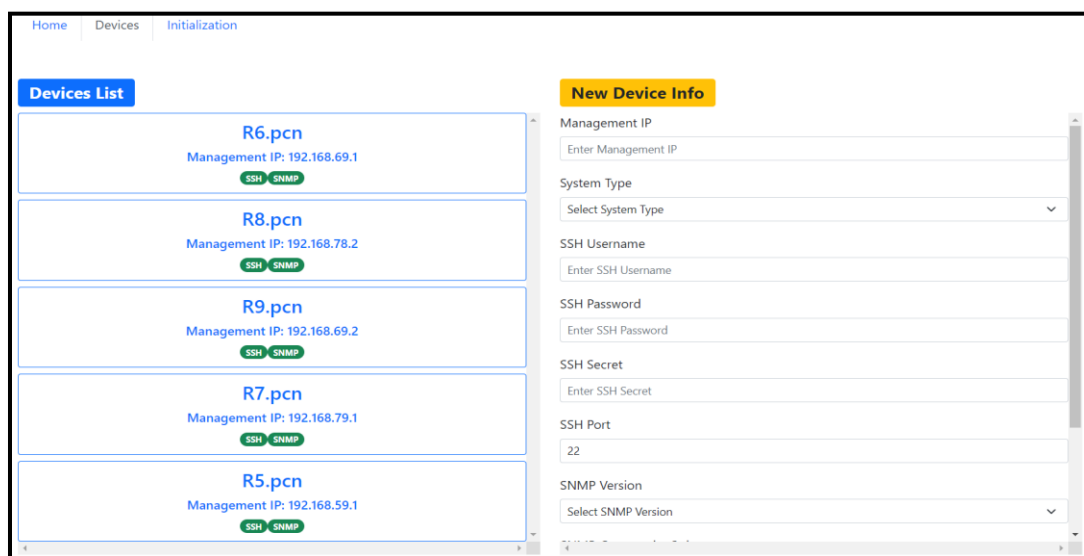 Home Devices Initialization
Devices List
R6.pcn
Management IP: 192.168.69.1
SSH SNMP
R8.pcn
Management IP: 192.168.78.2
SSH SNMP
R9.pcn
Management IP: 192.168.69.2
SSH SNMP
R7.pcn
Management IP: 192.168.79.1
SSH SNMP
R5.pcn
Management IP: 192.168.59.1
SSH SNMP
New Device Info
Management IP
Enter Management IP
System Type
Select System Type
SSH Username
Enter SSH Username
SSH Password
Enter SSH Password
SSH Secret
Enter SSH Secret
SSH Port
22
SNMP Version
Select SNMP Version